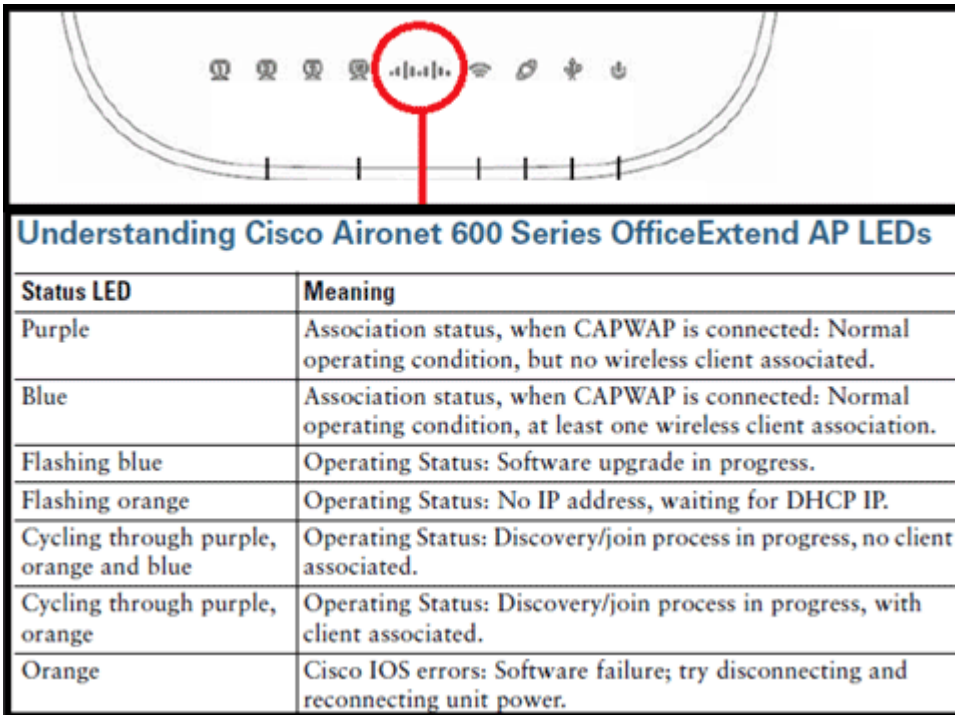 Understanding Cisco Aironet 600 Series OfficeExtend AP LEDs
Status LED
Meaning
Purple
Association status, when CAPWAP is connected: Normal
operating condition, but no wireless client associated.
Blue
Association status, when CAPWAP is connected: Normal
operating condition, at least one wireless client association.
Flashing blue
Operating Status: Software upgrade in progress.
Flashing orange
Operating Status: No IP address, waiting for DHCP IP.
Cycling through purple,
orange and blue
Operating Status: Discovery/join process in progress, no client
associated.
Cycling through purple,
orange
Operating Status: Discovery/join process in progress, with
client associated.
Orange
Cisco IOS errors: Software failure; try disconnecting and
reconnecting unit power.